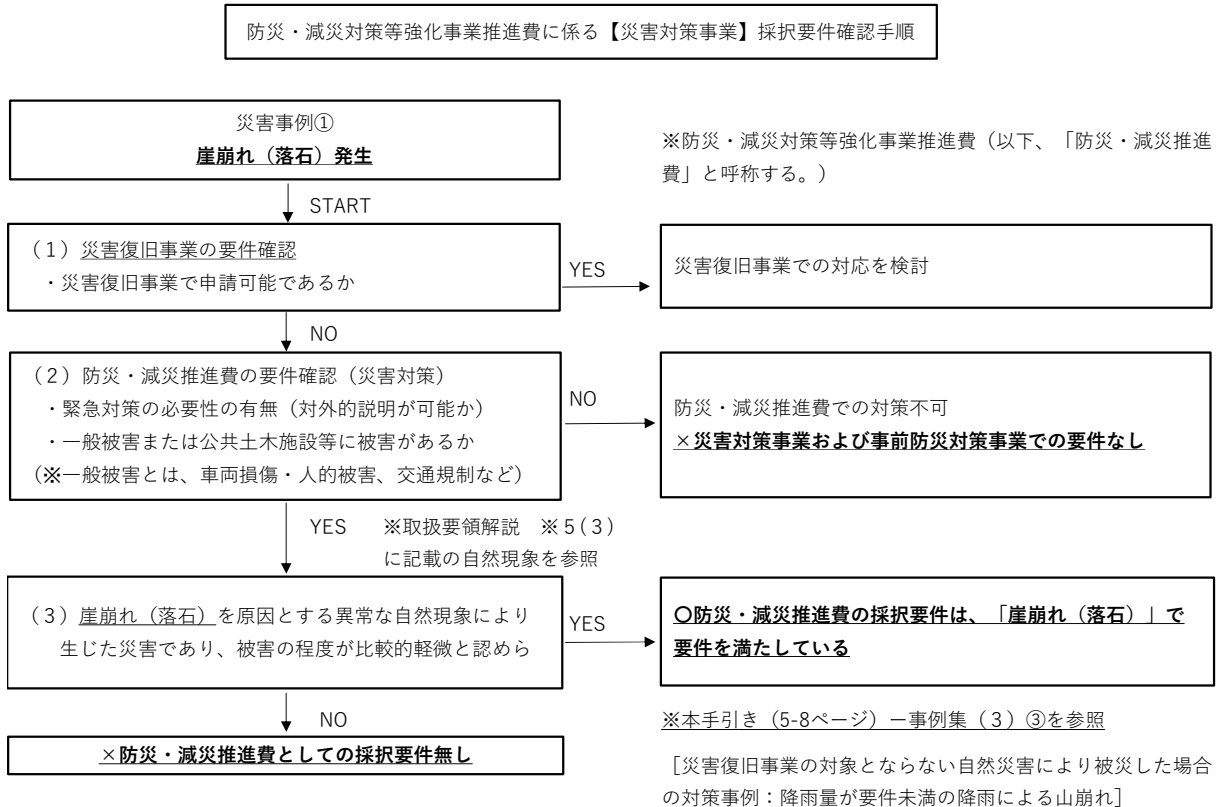 防災・減災対策等強化事業推進費に係る【災害対策事業】採択要件確認手順
災害事例①
崖崩れ（落石）発生
※防災・減災対策等強化事業推進費（以下、「防災・減災推進
費」と呼称する。）
START
（１）災害復旧事業の要件確認
・災害復旧事業で申請可能であるか
YES
災害復旧事業での対応を検討
NO
（２）防災・減災推進費の要件確認（災害対策）
・緊急対策の必要性の有無（対外的説明が可能か）
・一般被害または公共土木施設等に被害があるか
（※一般被害とは、車両損傷・人的被害、交通規制など）
NO
防災・減災推進費での対策不可
×災害対策事業および事前防災対策事業での要件なし
YES
※取扱要領解説　※５(３)
に記載の自然現象を参照
（３）崖崩れ（落石）を原因とする異常な自然現象により
生じた災害であり、被害の程度が比較的軽微と認めら
YES
〇防災・減災推進費の採択要件は、「崖崩れ（落石）」で
要件を満たしている
NO
×防災・減災推進費としての採択要件無し
※本手引き（5-8ページ）ー事例集（３）③を参照
［災害復旧事業の対象とならない自然災害により被災した場合
の対策事例：降雨量が要件未満の降雨による山崩れ］